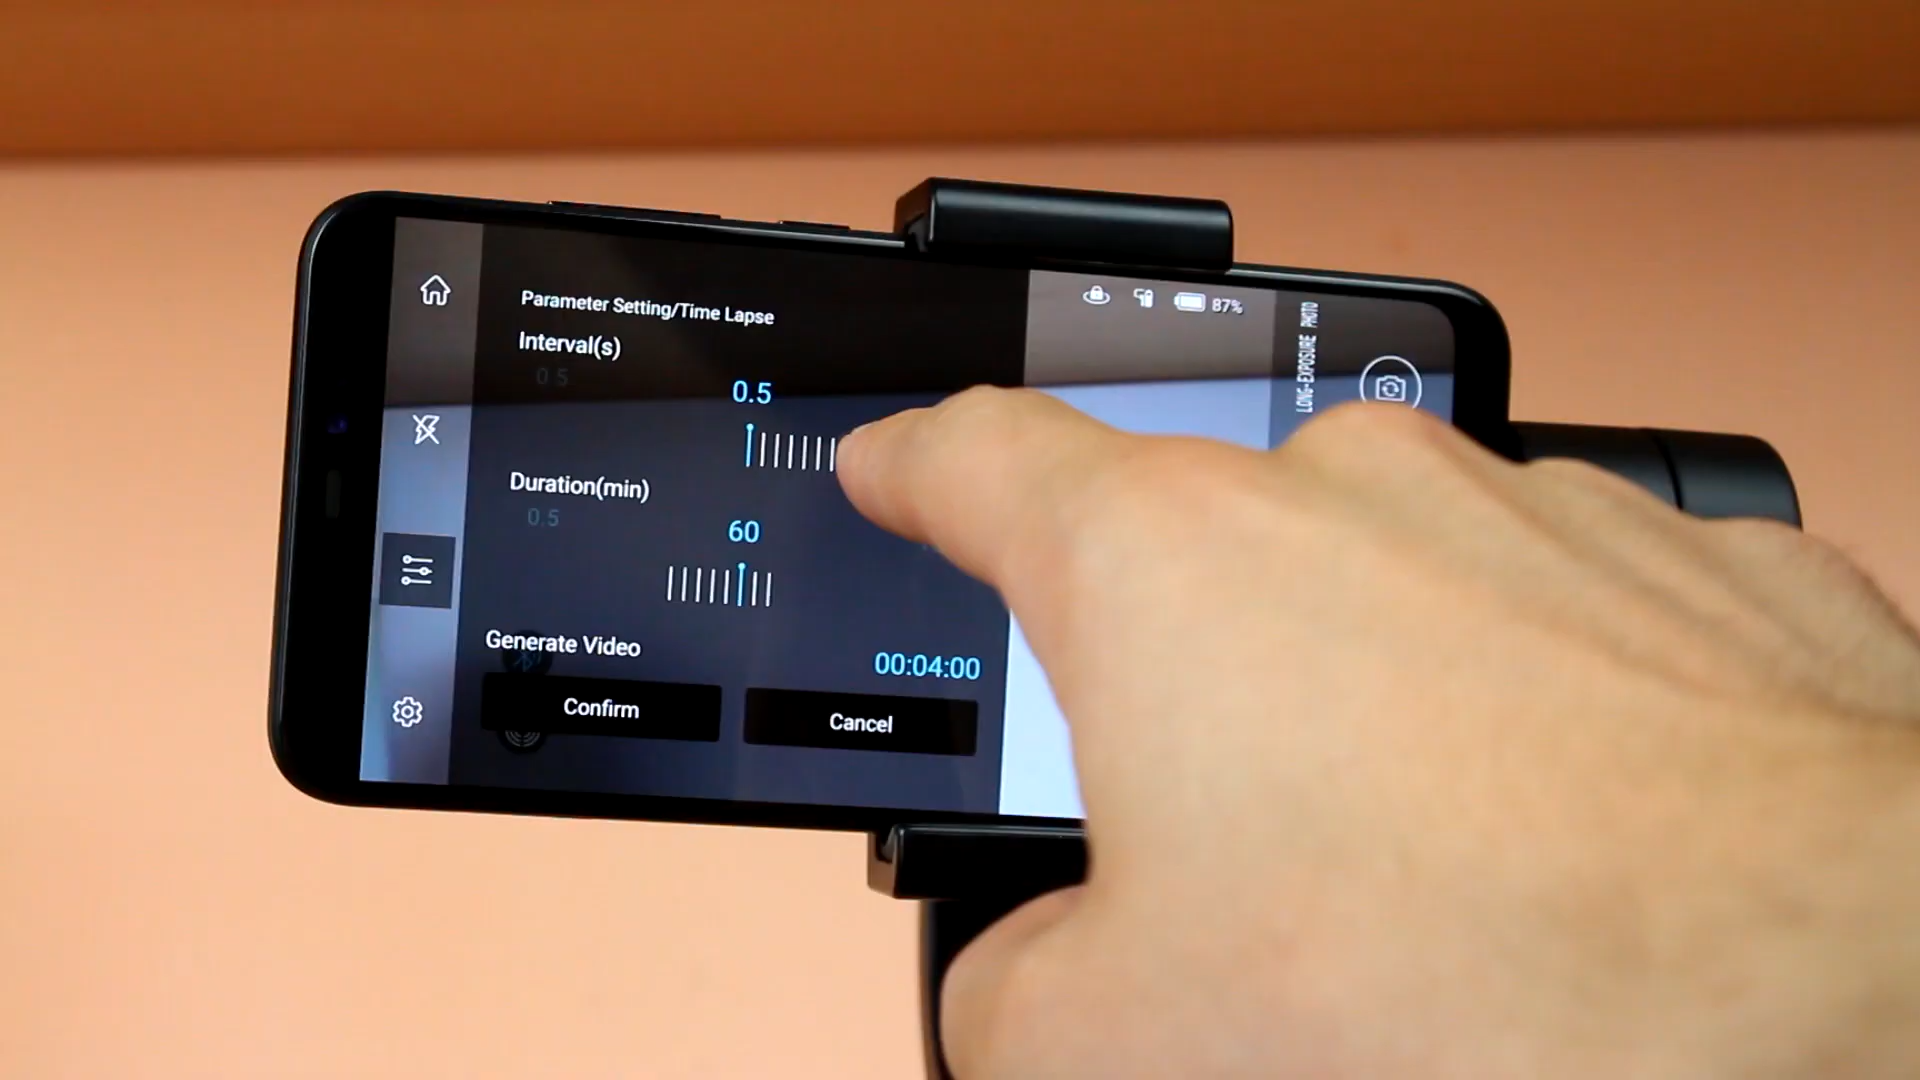 Parameter Setting/Time Lapse
Interval(s)
0.5
0.5
Duration(min)
0.5
60
Generate Video
00:04:00
Confirm
Cancel
87%
LONG-EXPOSURE PHOTO